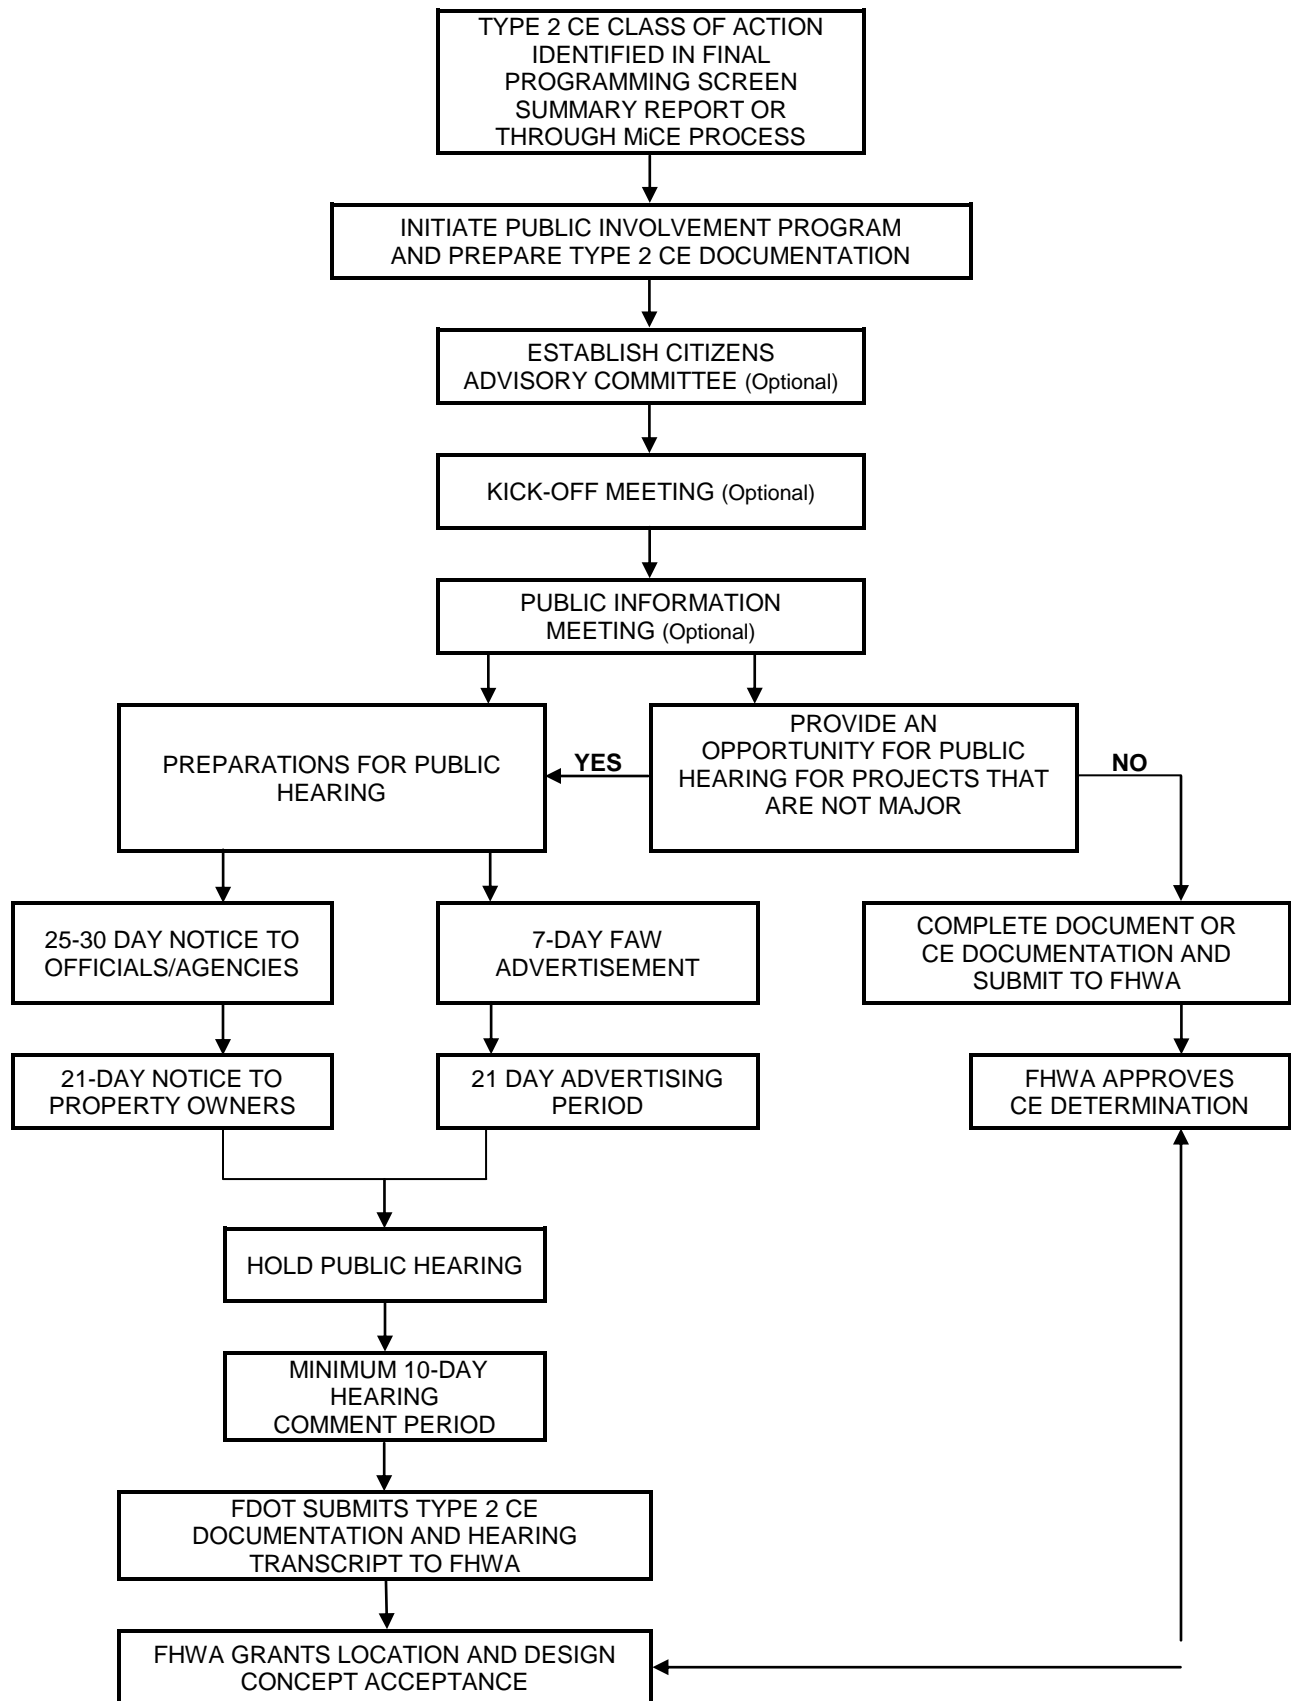 TYPE 2 CE CLASS OF ACTION
IDENTIFIED IN FINAL
PROGRAMMING SCREEN
SUMMARY REPORT OR
THROUGH MiCE PROCESS
INITIATE PUBLIC INVOLVEMENT PROGRAM
AND PREPARE TYPE 2 CE DOCUMENTATION
ESTABLISH CITIZENS
ADVISORY COMMITTEE (Optional)
KICK-OFF MEETING (Optional)
PUBLIC INFORMATION
MEETING (Optional)
PREPARATIONS FOR PUBLIC
HEARING
YES
PROVIDE AN
OPPORTUNITY FOR PUBLIC
HEARING FOR PROJECTS THAT
ARE NOT MAJOR
NO
25-30 DAY NOTICE TO
OFFICIALS/AGENCIES
7-DAY FAW
ADVERTISEMENT
COMPLETE DOCUMENT OR
CE DOCUMENTATION AND
SUBMIT TO FHWA
21-DAY NOTICE TO
PROPERTY OWNERS
21 DAY ADVERTISING
PERIOD
FHWA APPROVES
CE DETERMINATION
HOLD PUBLIC HEARING
MINIMUM 10-DAY
HEARING
COMMENT PERIOD
FDOT SUBMITS TYPE 2 CE
DOCUMENTATION AND HEARING
TRANSCRIPT TO FHWA
FHWA GRANTS LOCATION AND DESIGN
CONCEPT ACCEPTANCE